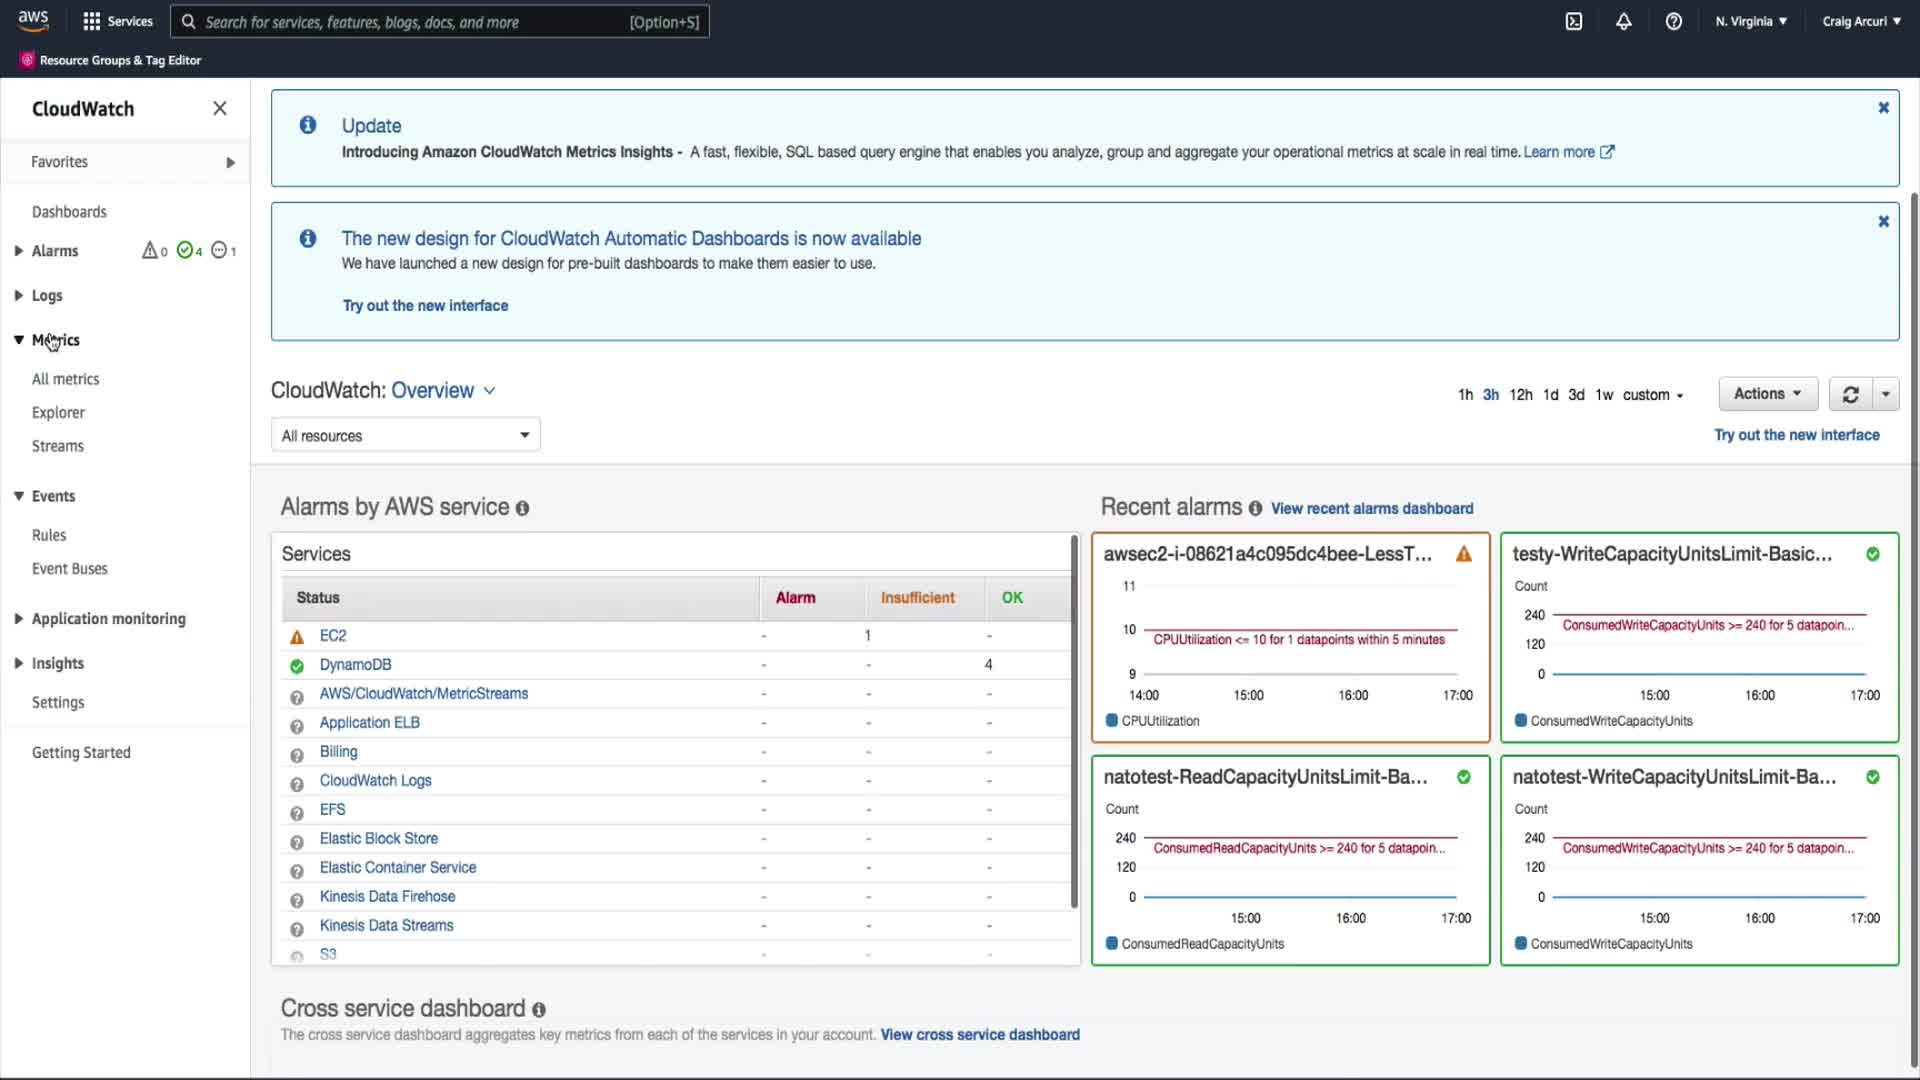 aws
Services
Search for services, features, blogs, docs, and more
[Option+S]
N. Virginia
Craig Arcuri
Resource Groups & Tag Editor
CloudWatch
Favorites
Dashboards
Alarms 0 4 1
Logs
Metrics
All metrics
Explorer
Streams
Events
Rules
Event Buses
Application monitoring
Insights
Settings
Getting Started
Update
Introducing Amazon CloudWatch Metrics Insights - A fast, flexible, SQL based query engine that enables you analyze, group and aggregate your operational metrics at scale in real time. Learn more
The new design for CloudWatch Automatic Dashboards is now available
We have launched a new design for pre-built dashboards to make them easier to use.
Try out the new interface
CloudWatch: Overview
1h 3h 12h 1d 3d 1w custom
Actions
All resources
Try out the new interface
Alarms by AWS service
Services
Status Alarm Insufficient OK
EC2 - 1 -
DynamoDB - - 4
AWS/CloudWatch/MetricStreams - - -
Application ELB - - -
Billing - - -
CloudWatch Logs - - -
EFS - - -
Elastic Block Store - - -
Elastic Container Service - - -
Kinesis Data Firehose - - -
Kinesis Data Streams - - -
S3 - - -
Recent alarms View recent alarms dashboard
awsec2-i-08621a4c095dc4bee-LessT...
11
10
CPUUtilization <= 10 for 1 datapoints within 5 minutes
9
14:00 15:00 16:00 17:00
CPUUtilization
testy-WriteCapacityUnitsLimit-Basic...
Count
240
ConsumedWriteCapacityUnits >= 240 for 5 datapoin...
120
0
15:00 16:00 17:00
ConsumedWriteCapacityUnits
natotest-ReadCapacityUnitsLimit-Ba...
Count
240
ConsumedReadCapacityUnits >= 240 for 5 datapoin...
120
0
15:00 16:00 17:00
ConsumedReadCapacityUnits
natotest-WriteCapacityUnitsLimit-Ba...
Count
240
ConsumedWriteCapacityUnits >= 240 for 5 datapoin...
120
0
15:00 16:00 17:00
ConsumedWriteCapacityUnits
Cross service dashboard
The cross service dashboard aggregates key metrics from each of the services in your account. View cross service dashboard